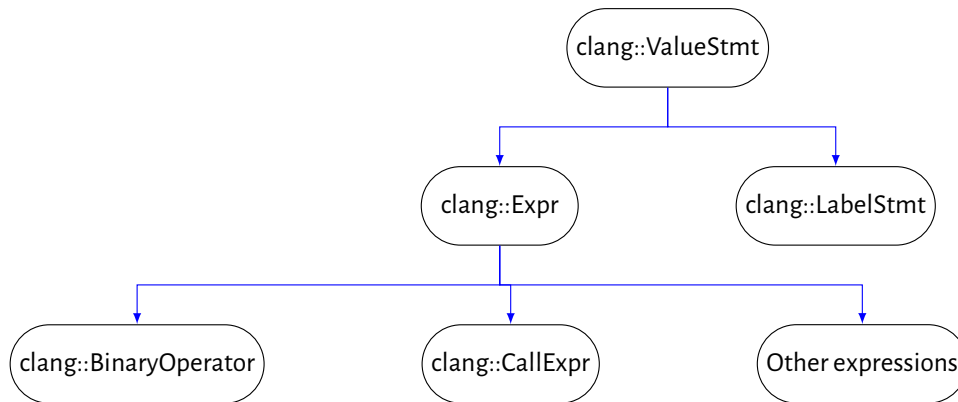 clang::ValueStmt
clang::Expr
clang::LabelStmt
clang::BinaryOperator
clang::CallExpr
Other expressions